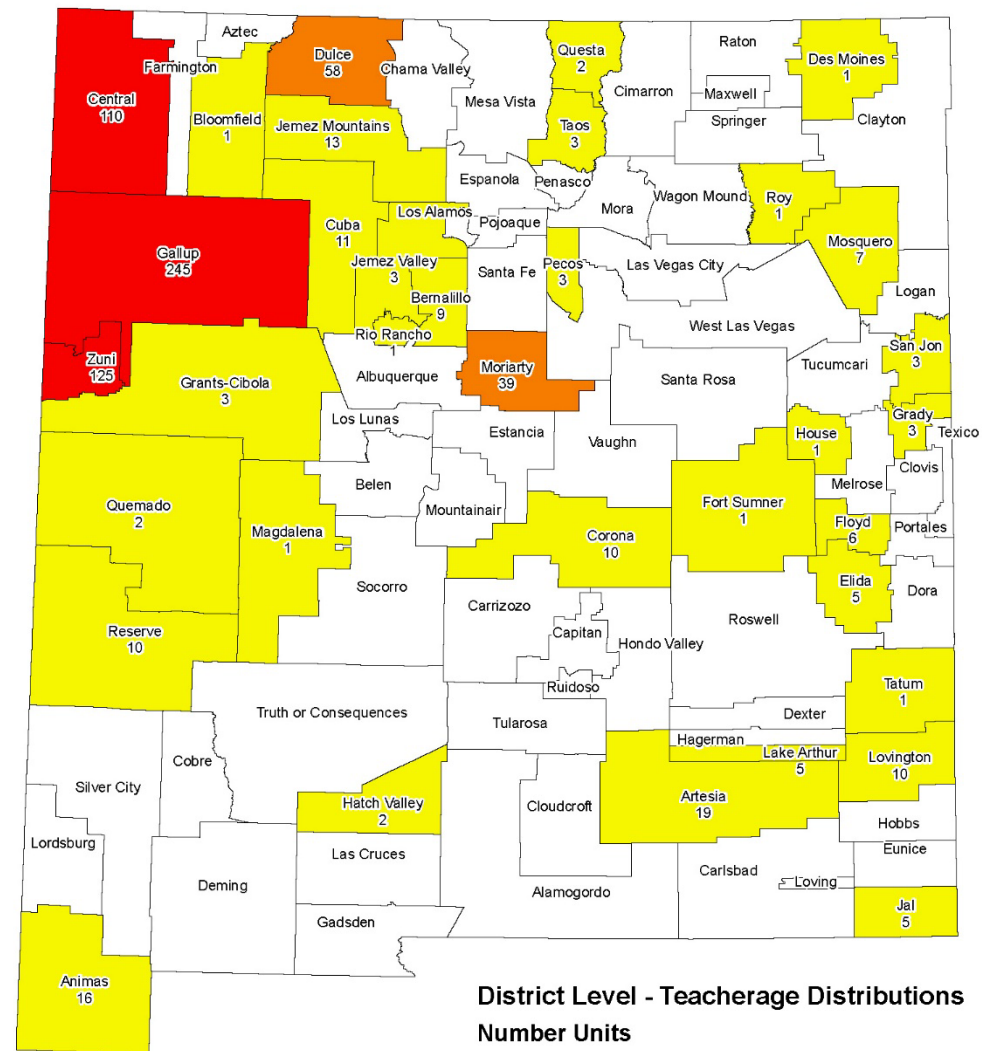 Aztec
Farmington
Dulce
58
Chama Valley
Questa
2
Raton
Des Moines
1
Central
110
Bloomfield
1
Mesa Vista
Cimarron
Maxwell
Clayton
Jemez Mountains
13
Taos
3
Springer
Espanola
Penasco
Wagon Mound
Roy
1
Mora
Los Alamos
Pojoaque
Cuba
11
Mosquero
7
Gallup
245
Jemez Valley
3
Santa Fe
Pecos
3
Las Vegas City
Logan
Bernalillo
9
West Las Vegas
Rio Rancho
1
San Jon
3
Zuni
125
Moriarty
39
Tucumcari
Grants-Cibola
3
Albuquerque
Santa Rosa
Los Lunas
Estancia
Vaughn
House
1
Grady
3
Texico
Clovis
Belen
Melrose
Quemado
2
Mountainair
Fort Sumner
1
Magdalena
1
Corona
10
Floyd
6
Portales
Socorro
Elida
5
Dora
Carrizozo
Roswell
Reserve
10
Capitan
Hondo Valley
Ruidoso
Tatum
1
Truth or Consequences
Tularosa
Dexter
Hagerman
Lake Arthur
5
Lovington
10
Cobre
Silver City
Hatch Valley
2
Cloudcroft
Artesia
19
Hobbs
Lordsburg
Las Cruces
Eunice
Deming
Alamogordo
Carlsbad
Loving
Jal
5
Gadsden
Animas
16
District Level - Teacherage Distributions
Number Units